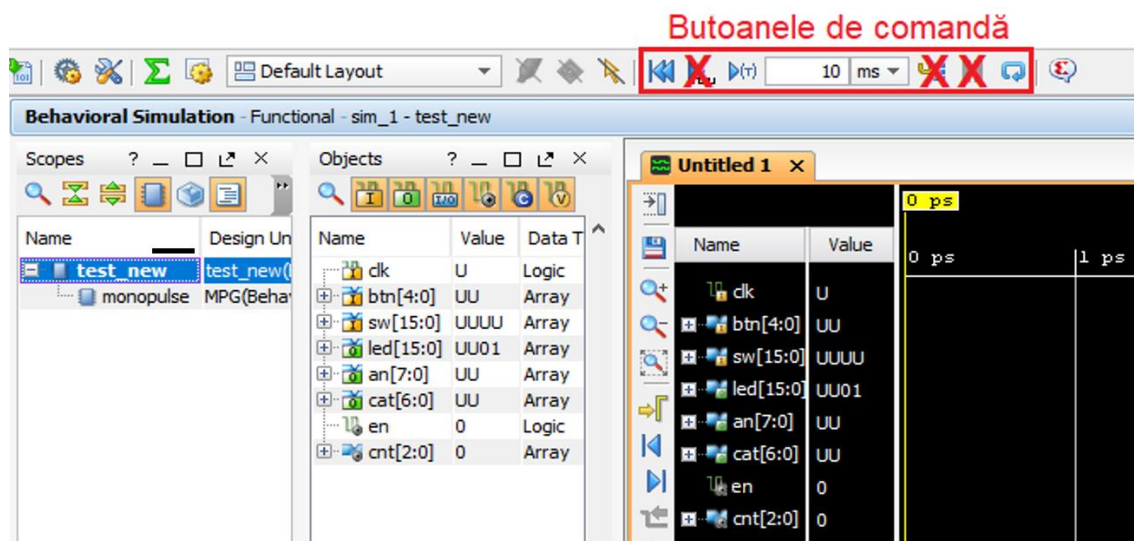 Butoanele de comandă
Default Layout
(T)
10 ms
Behavioral Simulation - Functional - sim_1 - test_new
Scopes
Name Design Un
test_new test_new(
monopulse MPG(Beha
Objects
Name Value Data T
clk U Logic
btn[4:0] UU Array
sw[15:0] UUUU Array
led[15:0] UU01 Array
an[7:0] UU Array
cat[6:0] UU Array
en 0 Logic
cnt[2:0] 0 Array
Untitled 1
0 ps
Name Value
0 ps 1 ps
clk U
btn[4:0] UU
sw[15:0] UUUU
led[15:0] UU01
an[7:0] UU
cat[6:0] UU
en 0
cnt[2:0] 0